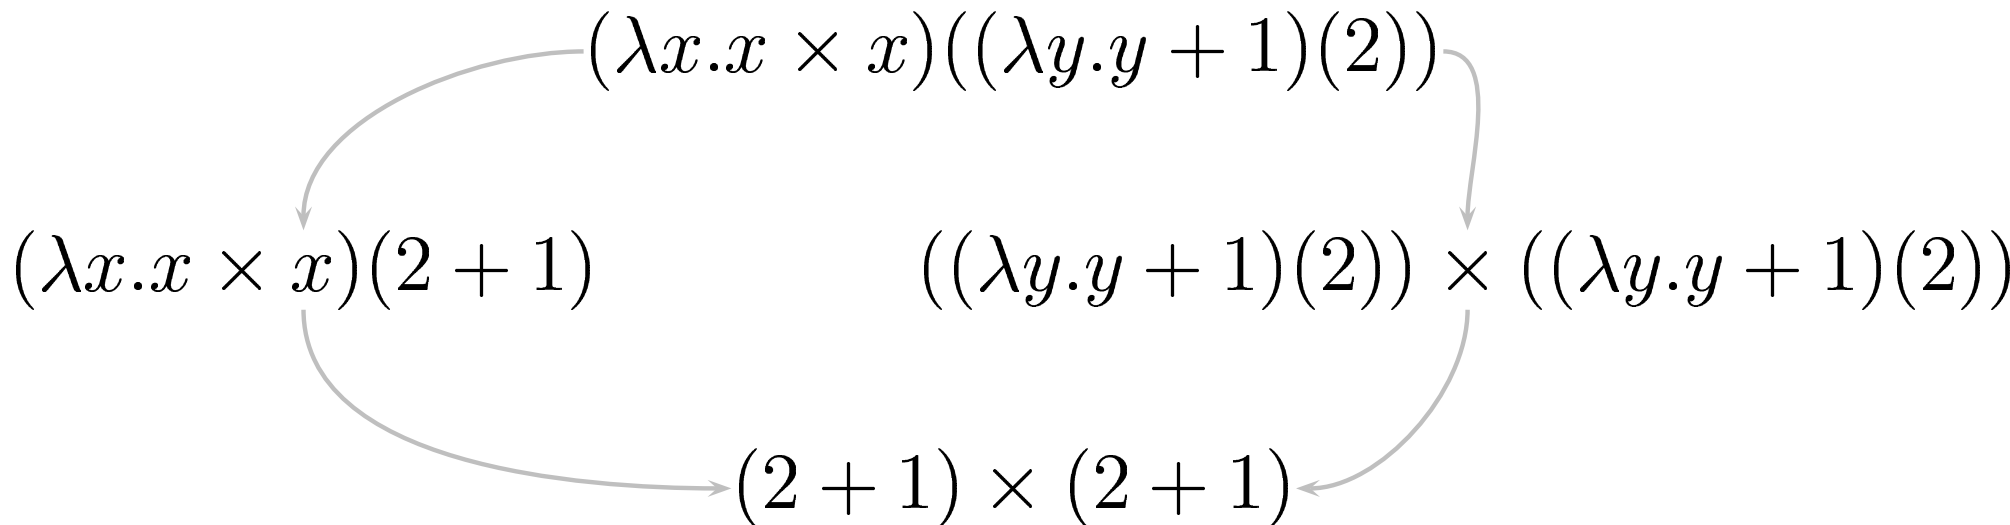 (λx.x × x)((λy.y + 1)(2))
(λx.x × x)(2 + 1) ((λy.y + 1)(2)) × ((λy.y + 1)(2))
(2 + 1) × (2 + 1)